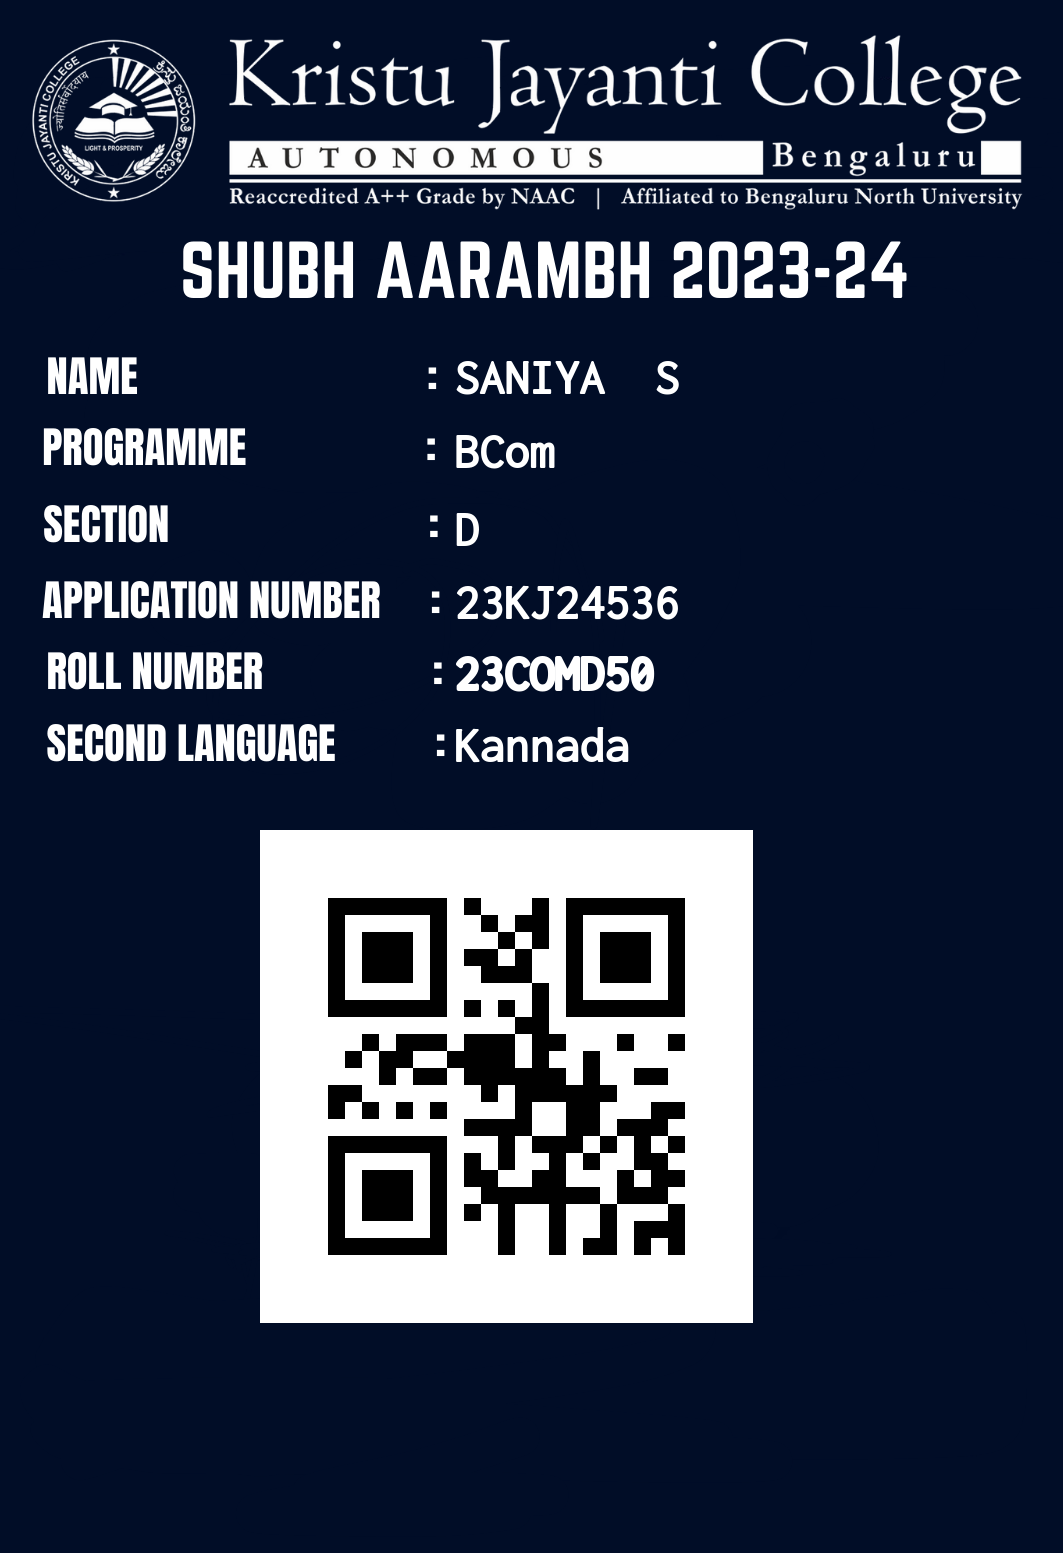 Kristu Jayanti College
AUTONOMOUS Bengaluru
Reaccredited A++ Grade by NAAC | Affiliated to Bengaluru North University
KRISTU JAYANTI COLLEGE
ಕ್ರಿಸ್ತು ಜಯಂತಿ ಕಾಲೇಜು
LIGHT & PROSPERITY
SHUBH AARAMBH 2023-24
NAME : SANIYA S
PROGRAMME : BCom
SECTION : D
APPLICATION NUMBER : 23KJ24536
ROLL NUMBER : 23COMD50
SECOND LANGUAGE : Kannada